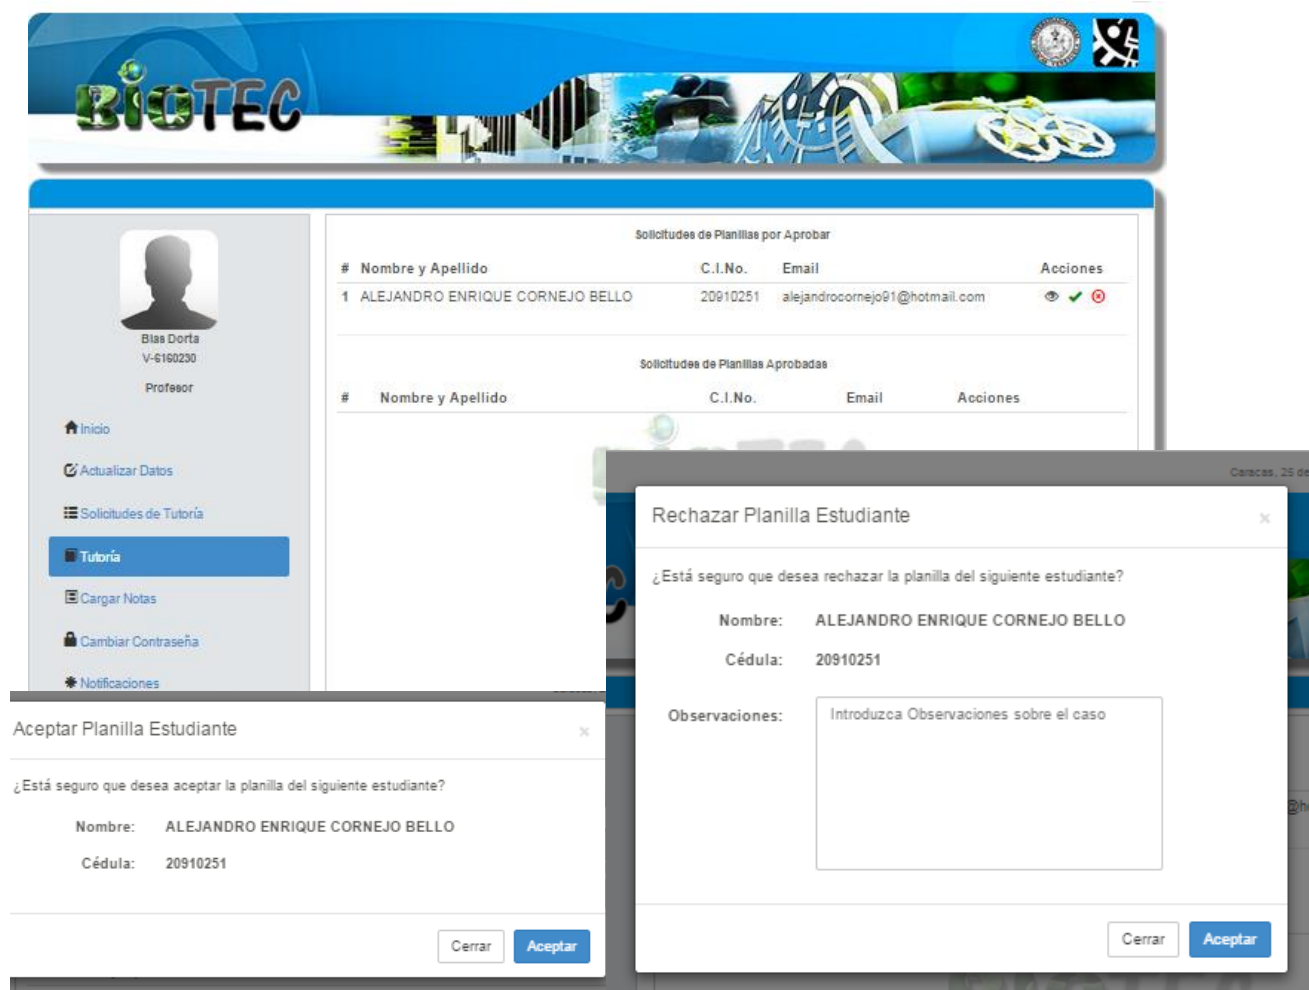 BIOTEC
Blas Dorta
V-6160230
Profesor
Inicio
Actualizar Datos
Solicitudes de Tutoría
Tutoría
Cargar Notas
Cambiar Contraseña
Notificaciones
Solicitudes de Planillas por Aprobar
# Nombre y Apellido C.I.No. Email Acciones
1 ALEJANDRO ENRIQUE CORNEJO BELLO 20910251 alejandrocornejo91@hotmail.com
Solicitudes de Planillas Aprobadas
# Nombre y Apellido C.I.No. Email Acciones
Aceptar Planilla Estudiante ×
¿Está seguro que desea aceptar la planilla del siguiente estudiante?
Nombre: ALEJANDRO ENRIQUE CORNEJO BELLO
Cédula: 20910251
Cerrar Aceptar
Caracas, 25 de
Rechazar Planilla Estudiante ×
¿Está seguro que desea rechazar la planilla del siguiente estudiante?
Nombre: ALEJANDRO ENRIQUE CORNEJO BELLO
Cédula: 20910251
Observaciones: Introduzca Observaciones sobre el caso
Cerrar Aceptar